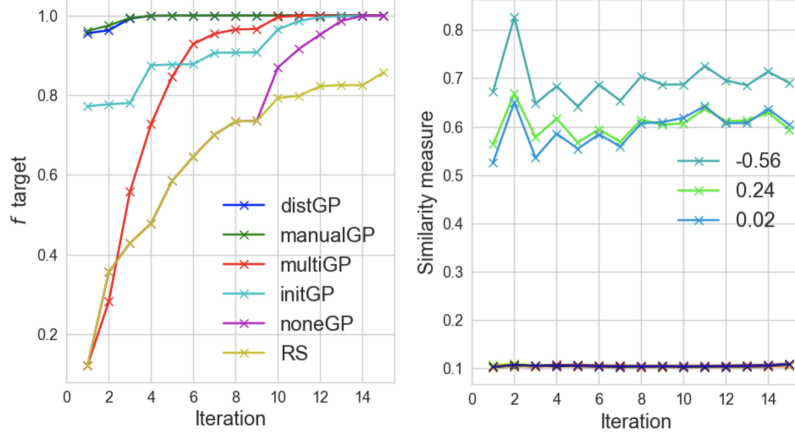 1.0
0.8
0.6
0.4
0.2
f target
0 2 4 6 8 10 12 14
Iteration
distGP
manualGP
multiGP
initGP
noneGP
RS
0.8
0.7
0.6
0.5
0.4
0.3
0.2
0.1
Similarity measure
0 2 4 6 8 10 12 14
Iteration
-0.56
0.24
0.02